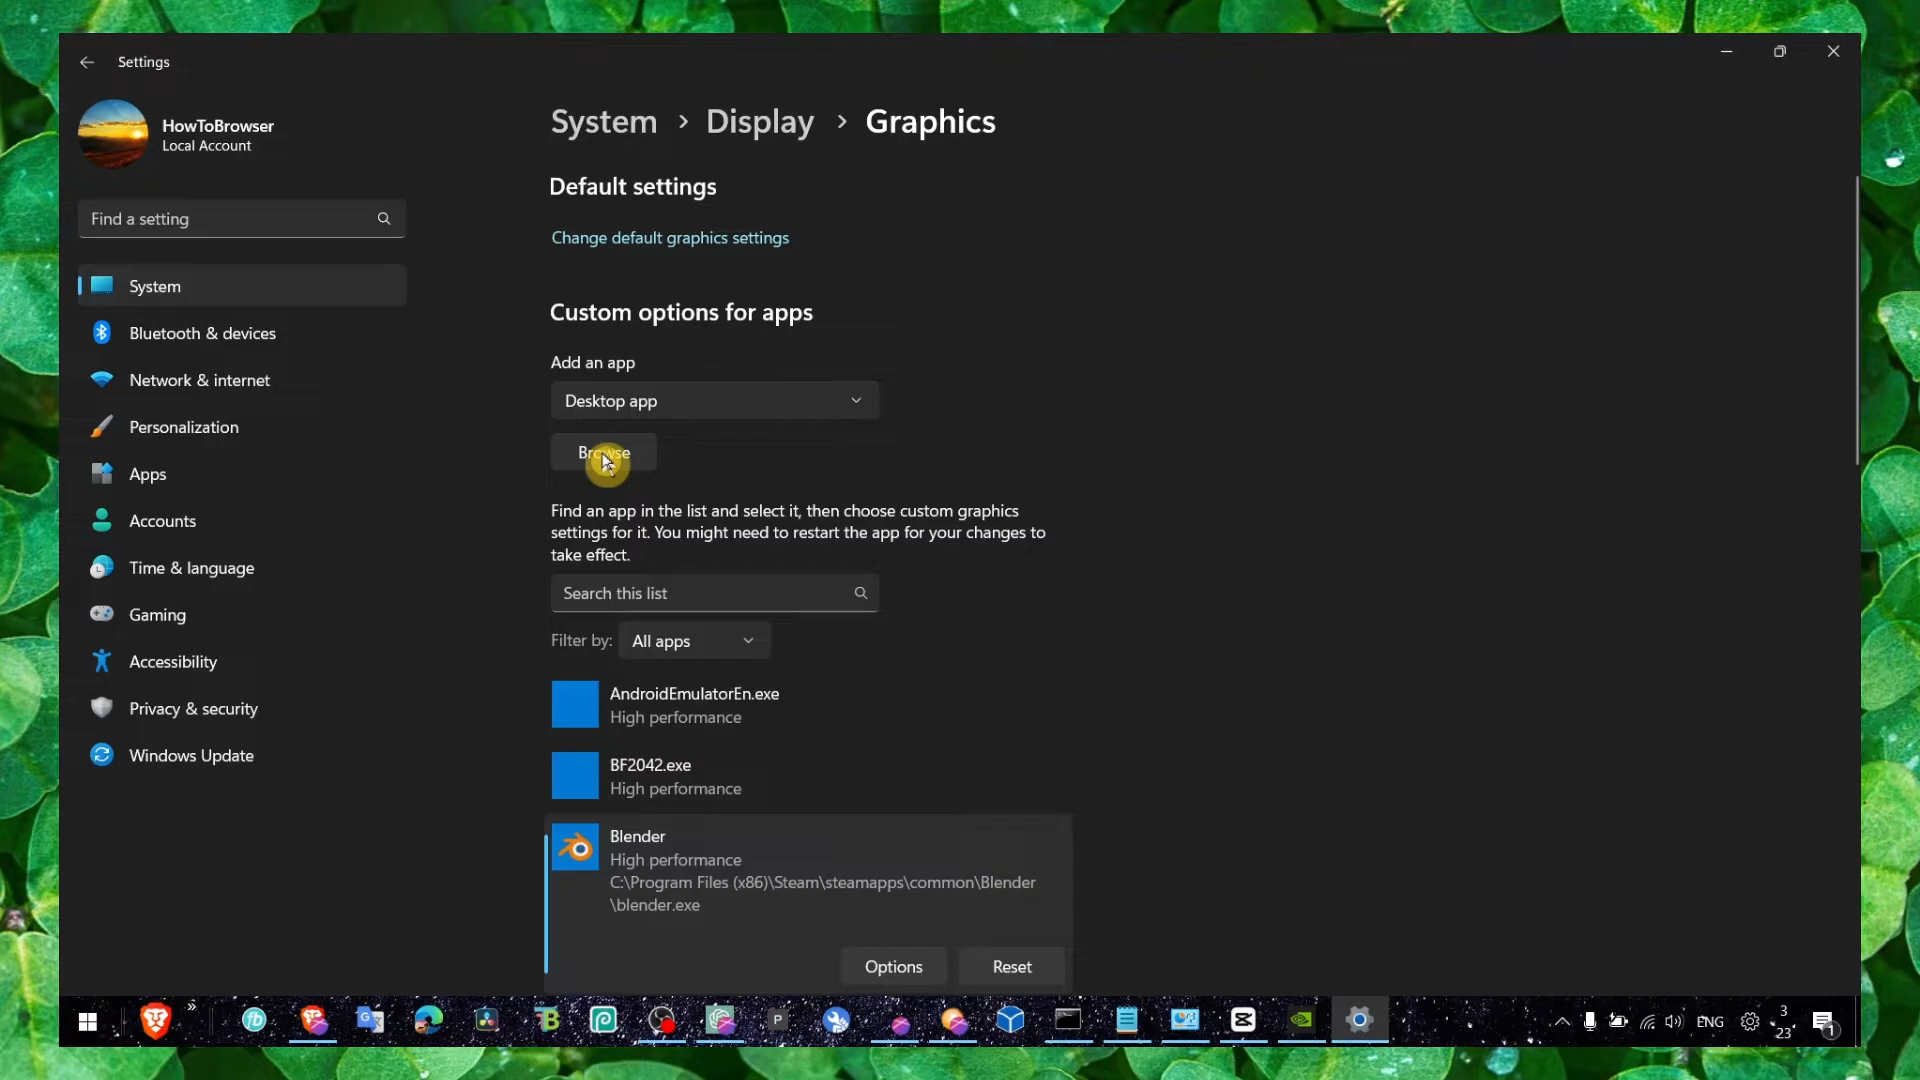 Settings
HowToBrowser
Local Account
Find a setting
System
Bluetooth & devices
Network & internet
Personalization
Apps
Accounts
Time & language
Gaming
Accessibility
Privacy & security
Windows Update
System > Display > Graphics
Default settings
Change default graphics settings
Custom options for apps
Add an app
Desktop app
Browse
Find an app in the list and select it, then choose custom graphics
settings for it. You might need to restart the app for your changes to
take effect.
Search this list
Filter by: All apps
AndroidEmulatorEn.exe
High performance
BF2042.exe
High performance
Blender
High performance
C:\Program Files (x86)\Steam\steamapps\common\Blender
\blender.exe
Options Reset
ENG
3
23
1